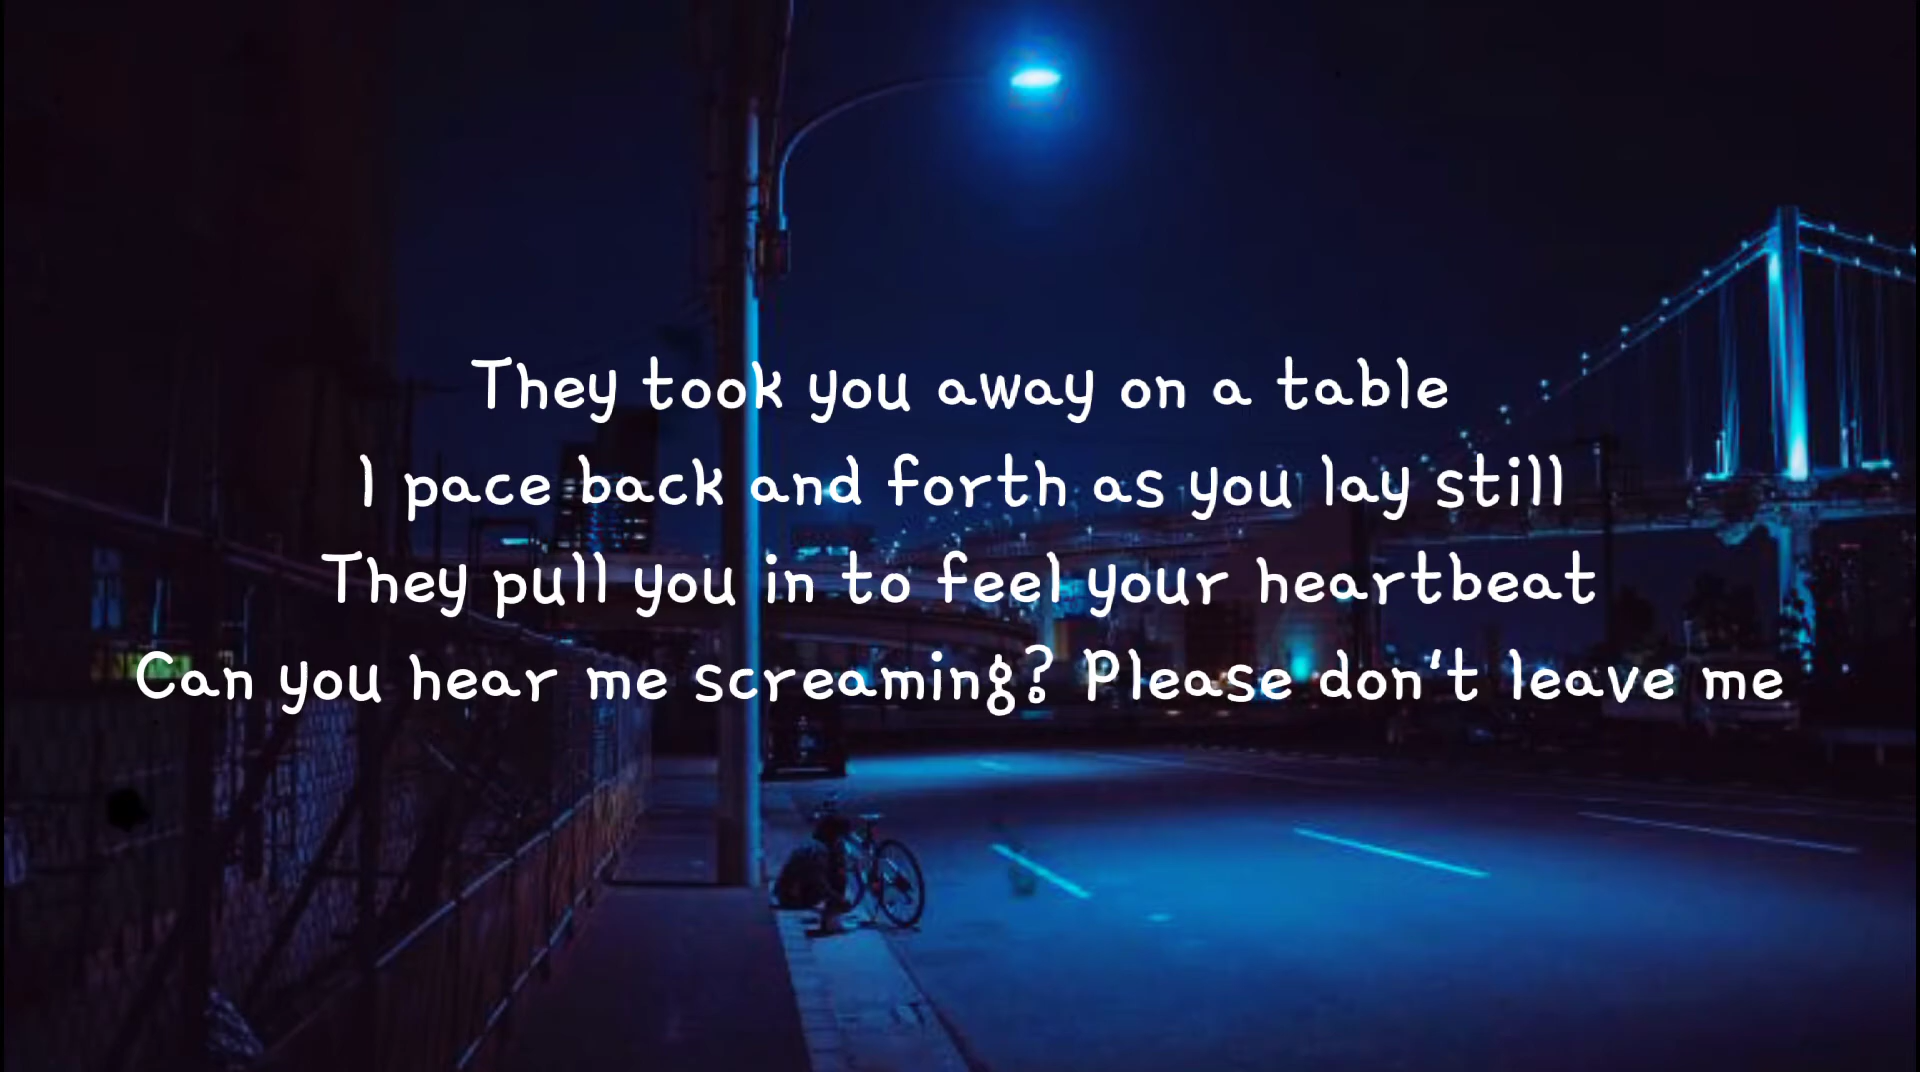 They took you away on a table
I pace back and forth as you lay still
They pull you in to feel your heartbeat
Can you hear me screaming? Please don't leave me